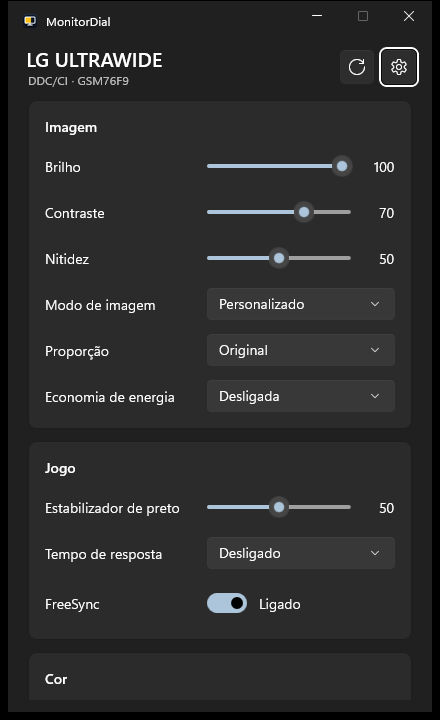 MonitorDial
LG ULTRAWIDE
DDC/CI · GSM76F9
Imagem
Brilho 100
Contraste 70
Nitidez 50
Modo de imagem Personalizado
Proporção Original
Economia de energia Desligada
Jogo
Estabilizador de preto 50
Tempo de resposta Desligado
FreeSync Ligado
Cor